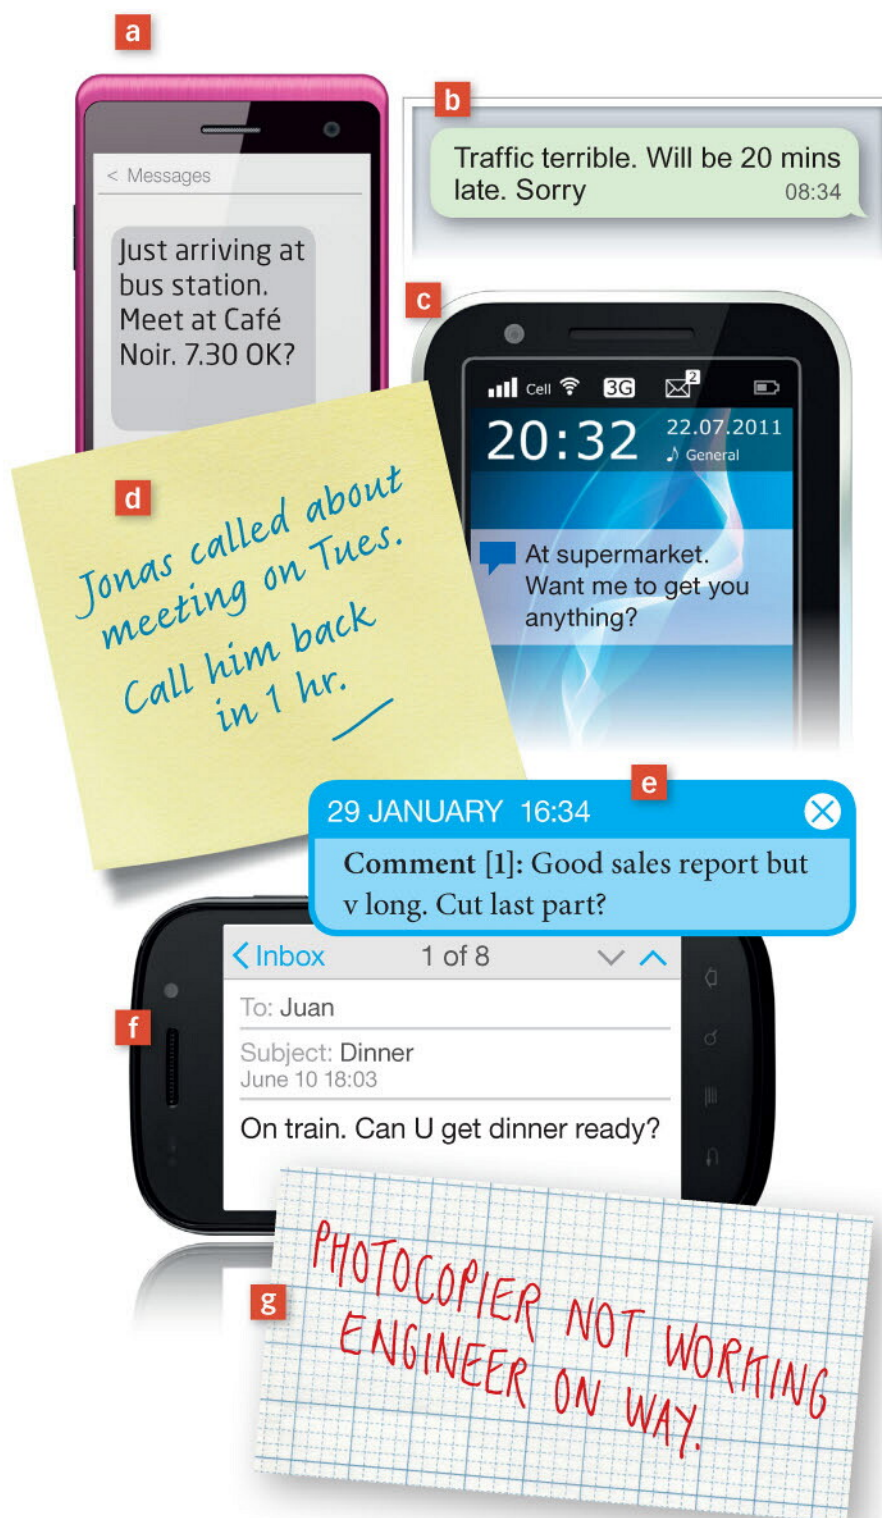 a
< Messages
Just arriving at
bus station.
Meet at Café
Noir. 7.30 OK?
b
Traffic terrible. Will be 20 mins
late. Sorry 08:34
c
Cell 3G 2
20:32 22.07.2011
General
At supermarket.
Want me to get you
anything?
d
Jonas called about
meeting on Tues.
Call him back
in 1 hr.
e
29 JANUARY 16:34
Comment [1]: Good sales report but
v long. Cut last part?
f
Inbox 1 of 8
To: Juan
Subject: Dinner
June 10 18:03
On train. Can U get dinner ready?
g
PHOTOCOPIER NOT WORKING
ENGINEER ON WAY.